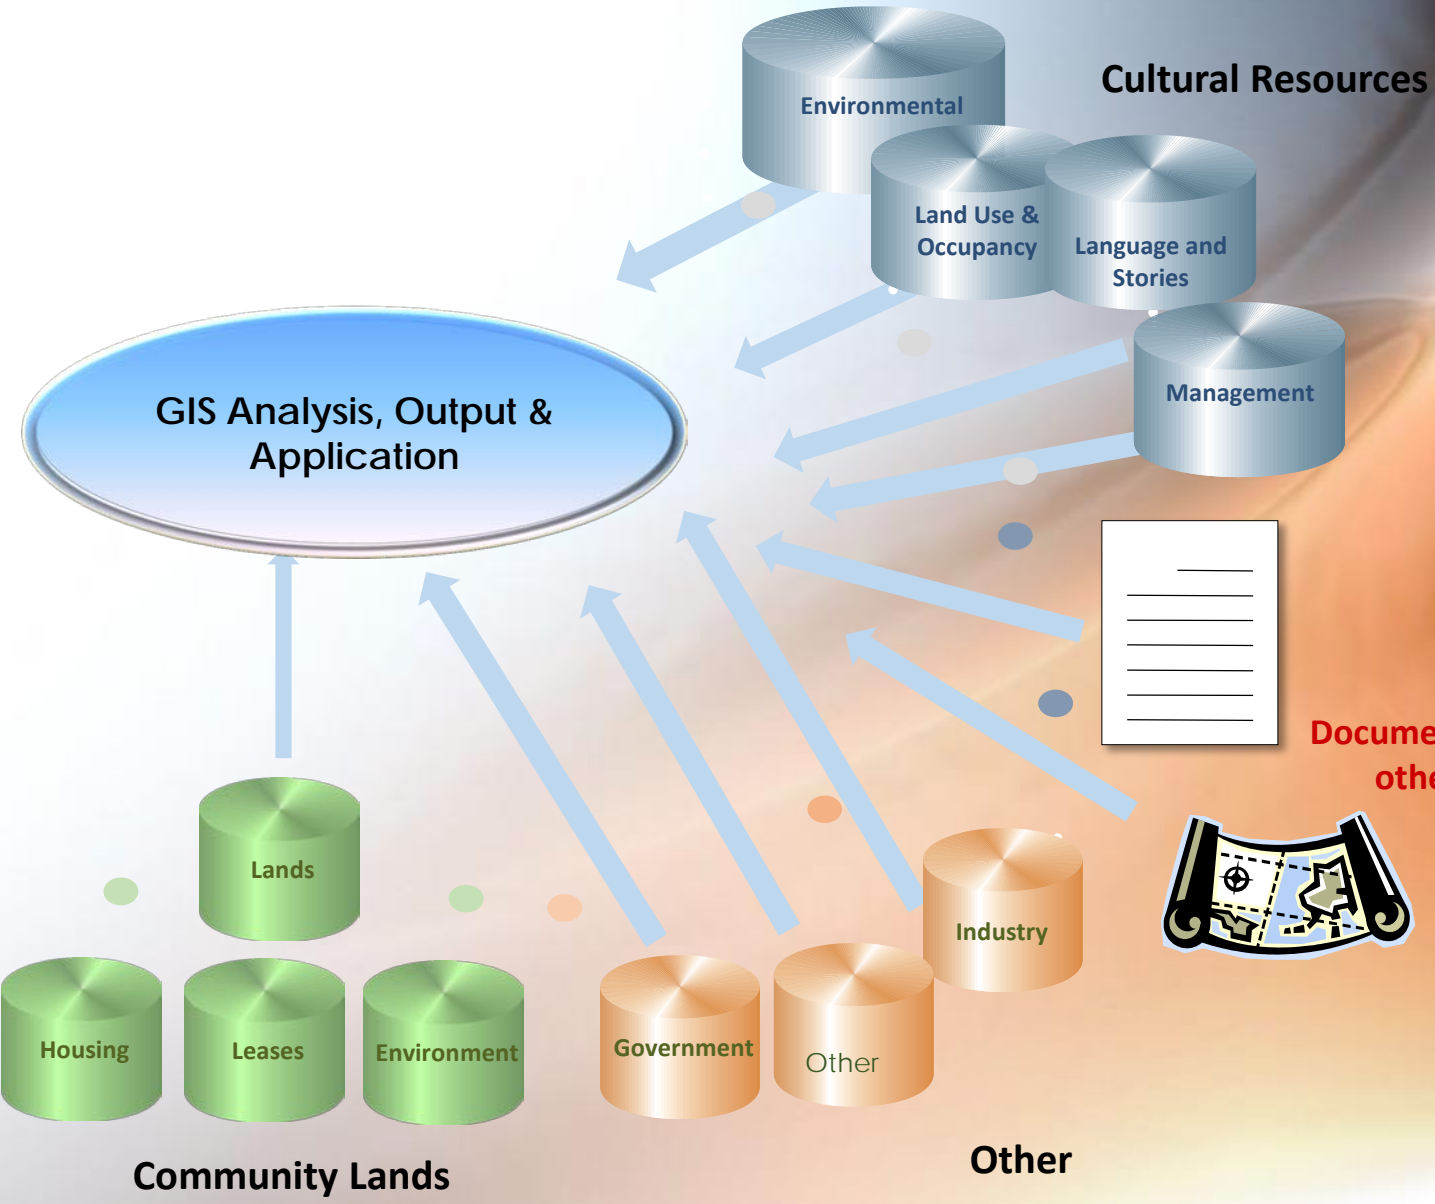 Cultural Resources
Environmental
Land Use &
Occupancy
Language and
Stories
Management
GIS Analysis, Output &
Application
Lands
Housing
Leases
Environment
Community Lands
Government
Other
Industry
Other
othe